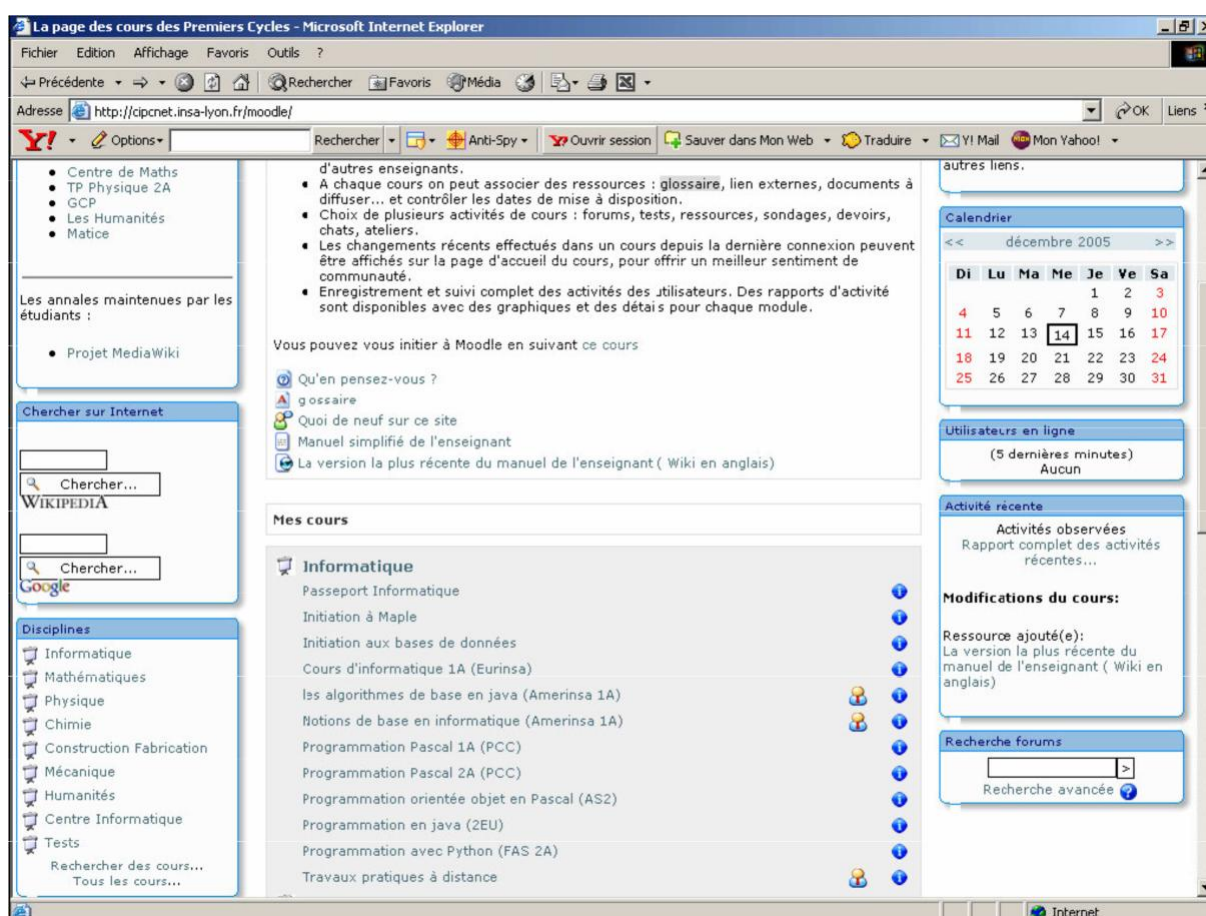 La page des cours des Premiers Cycles - Microsoft Internet Explorer
Fichier Edition Affichage Favoris Outils ?
Précédente Rechercher Favoris Média
Adresse http://cipcnet.insa-lyon.fr/moodle/ OK Liens
Y! Options Rechercher Anti-Spy Ouvrir session Sauver dans Mon Web Traduire Y! Mail Mon Yahoo!
Centre de Maths
TP Physique 2A
GCP
Les Humanités
Matice
Les annales maintenues par les
étudiants :
Projet MediaWiki
Chercher sur Internet
Chercher...
WIKIPEDIA
Chercher...
Google
Disciplines
Informatique
Mathématiques
Physique
Chimie
Construction Fabrication
Mécanique
Humanités
Centre Informatique
Tests
Rechercher des cours...
Tous les cours...
d'autres enseignants.
A chaque cours on peut associer des ressources : glossaire, lien externes, documents à
diffuser... et contrôler les dates de mise à disposition.
Choix de plusieurs activités de cours : forums, tests, ressources, sondages, devoirs,
chats, ateliers.
Les changements récents effectués dans un cours depuis la dernière connexion peuvent
être affichés sur la page d'accueil du cours, pour offrir un meilleur sentiment de
communauté.
Enregistrement et suivi complet des activités des utilisateurs. Des rapports d'activité
sont disponibles avec des graphiques et des détails pour chaque module.
Vous pouvez vous initier à Moodle en suivant ce cours
Qu'en pensez-vous ?
glossaire
Quoi de neuf sur ce site
Manuel simplifié de l'enseignant
La version la plus récente du manuel de l'enseignant ( Wiki en anglais)
Mes cours
Informatique
Passeport Informatique
Initiation à Maple
Initiation aux bases de données
Cours d'informatique 1A (Eurinsa)
les algorithmes de base en java (Amerinsa 1A)
Notions de base en informatique (Amerinsa 1A)
Programmation Pascal 1A (PCC)
Programmation Pascal 2A (PCC)
Programmation orientée objet en Pascal (AS2)
Programmation en java (2EU)
Programmation avec Python (FAS 2A)
Travaux pratiques à distance
autres liens.
Calendrier
<< décembre 2005 >>
Di Lu Ma Me Je Ve Sa
1 2 3
4 5 6 7 8 9 10
11 12 13 14 15 16 17
18 19 20 21 22 23 24
25 26 27 28 29 30 31
Utilisateurs en ligne
(5 dernières minutes)
Aucun
Activité récente
Activités observées
Rapport complet des activités
récentes...
Modifications du cours:
Ressource ajouté(e):
La version la plus récente du
manuel de l'enseignant ( Wiki en
anglais)
Recherche forums
>
Recherche avancée ?
Internet